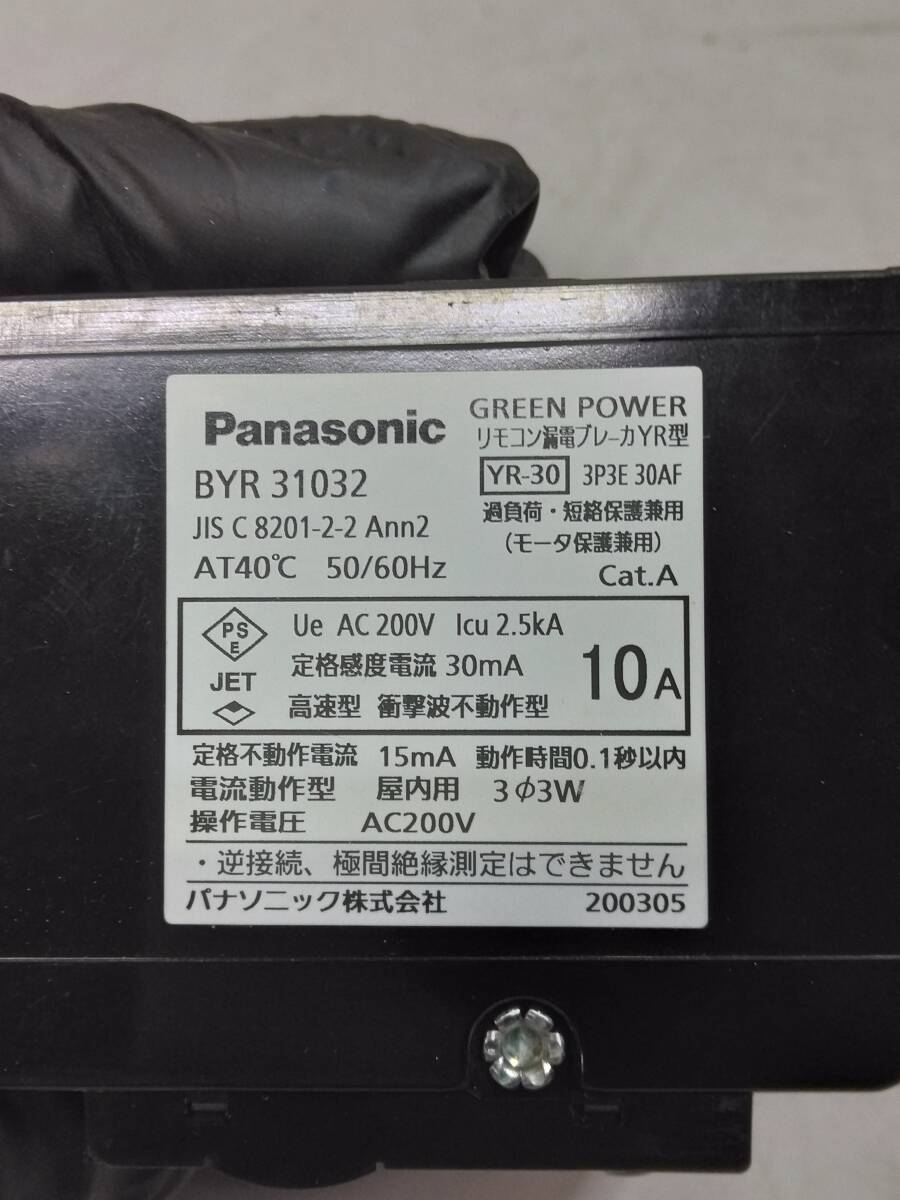 Panasonic
GREEN POWER
リモコン漏電ブレーカYR型
BYR 31032
YR-30 3P3E 30AF
JIS C 8201-2-2 Ann2
過負荷・短絡保護兼用
(モータ保護兼用)
AT40℃ 50/60Hz
Cat.A
PS
E
JET
Ue AC 200V Icu 2.5kA
定格感度電流 30mA
高速型 衝撃波不動作型
10A
定格不動作電流 15mA 動作時間0.1秒以内
電流動作型 屋内用 3φ3W
操作電圧 AC200V
・逆接続、極間絶縁測定はできません
パナソニック株式会社 200305